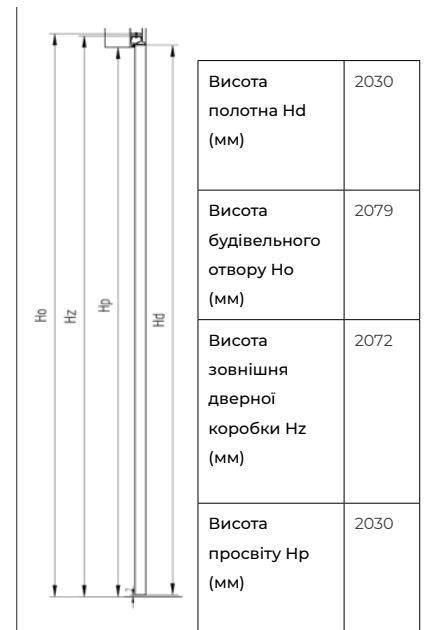 Ho
Hz
Hp
Hd
Висота
полотна Hd
(мм)
2030
Висота
будівельного
отвору Ho
(мм)
2079
Висота
зовнішня
дверної
коробки Hz
(мм)
2072
Висота
просвіту Hp
(мм)
2030